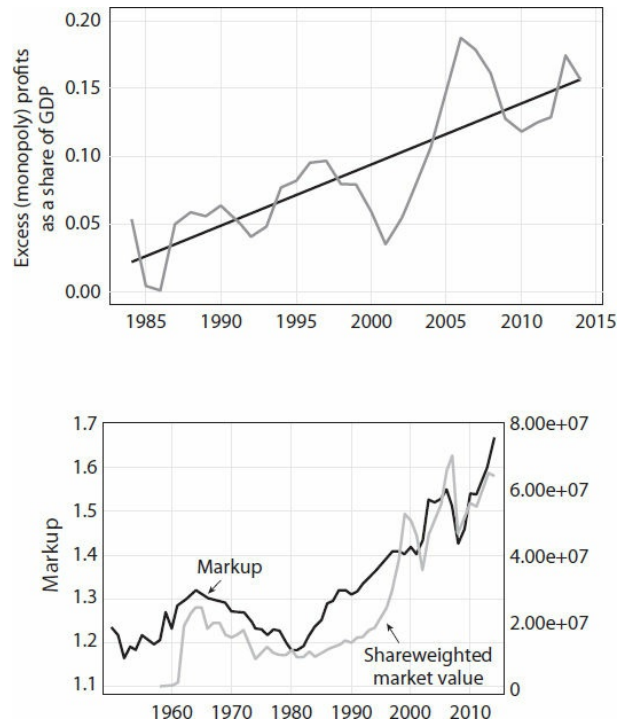 Excess (monopoly) profits
as a share of GDP
0.20
0.15
0.10
0.05
0.00
1985 1990 1995 2000 2005 2010 2015
Markup
1.7
1.6
1.5
1.4
1.3
1.2
1.1
Markup
Shareweighted
market value
8.00e+07
6.00e+07
4.00e+07
2.00e+07
0
1960 1970 1980 1990 2000 2010